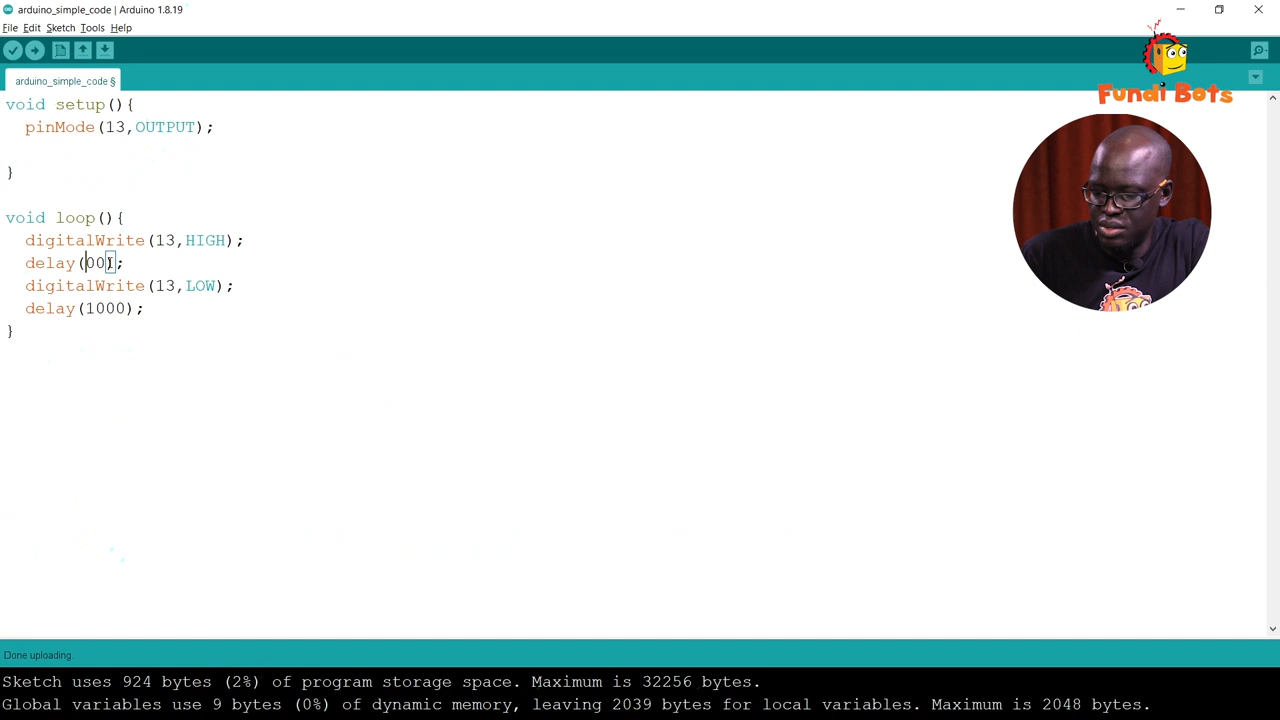 arduino_simple_code | Arduino 1.8.19
File Edit Sketch Tools Help
arduino_simple_code §
Fundi Bots
void setup(){
pinMode(13,OUTPUT);
}
void loop(){
digitalWrite(13,HIGH);
delay(00);
digitalWrite(13,LOW);
delay(1000);
}
Done uploading.
Sketch uses 924 bytes (2%) of program storage space. Maximum is 32256 bytes.
Global variables use 9 bytes (0%) of dynamic memory, leaving 2039 bytes for local variables. Maximum is 2048 bytes.